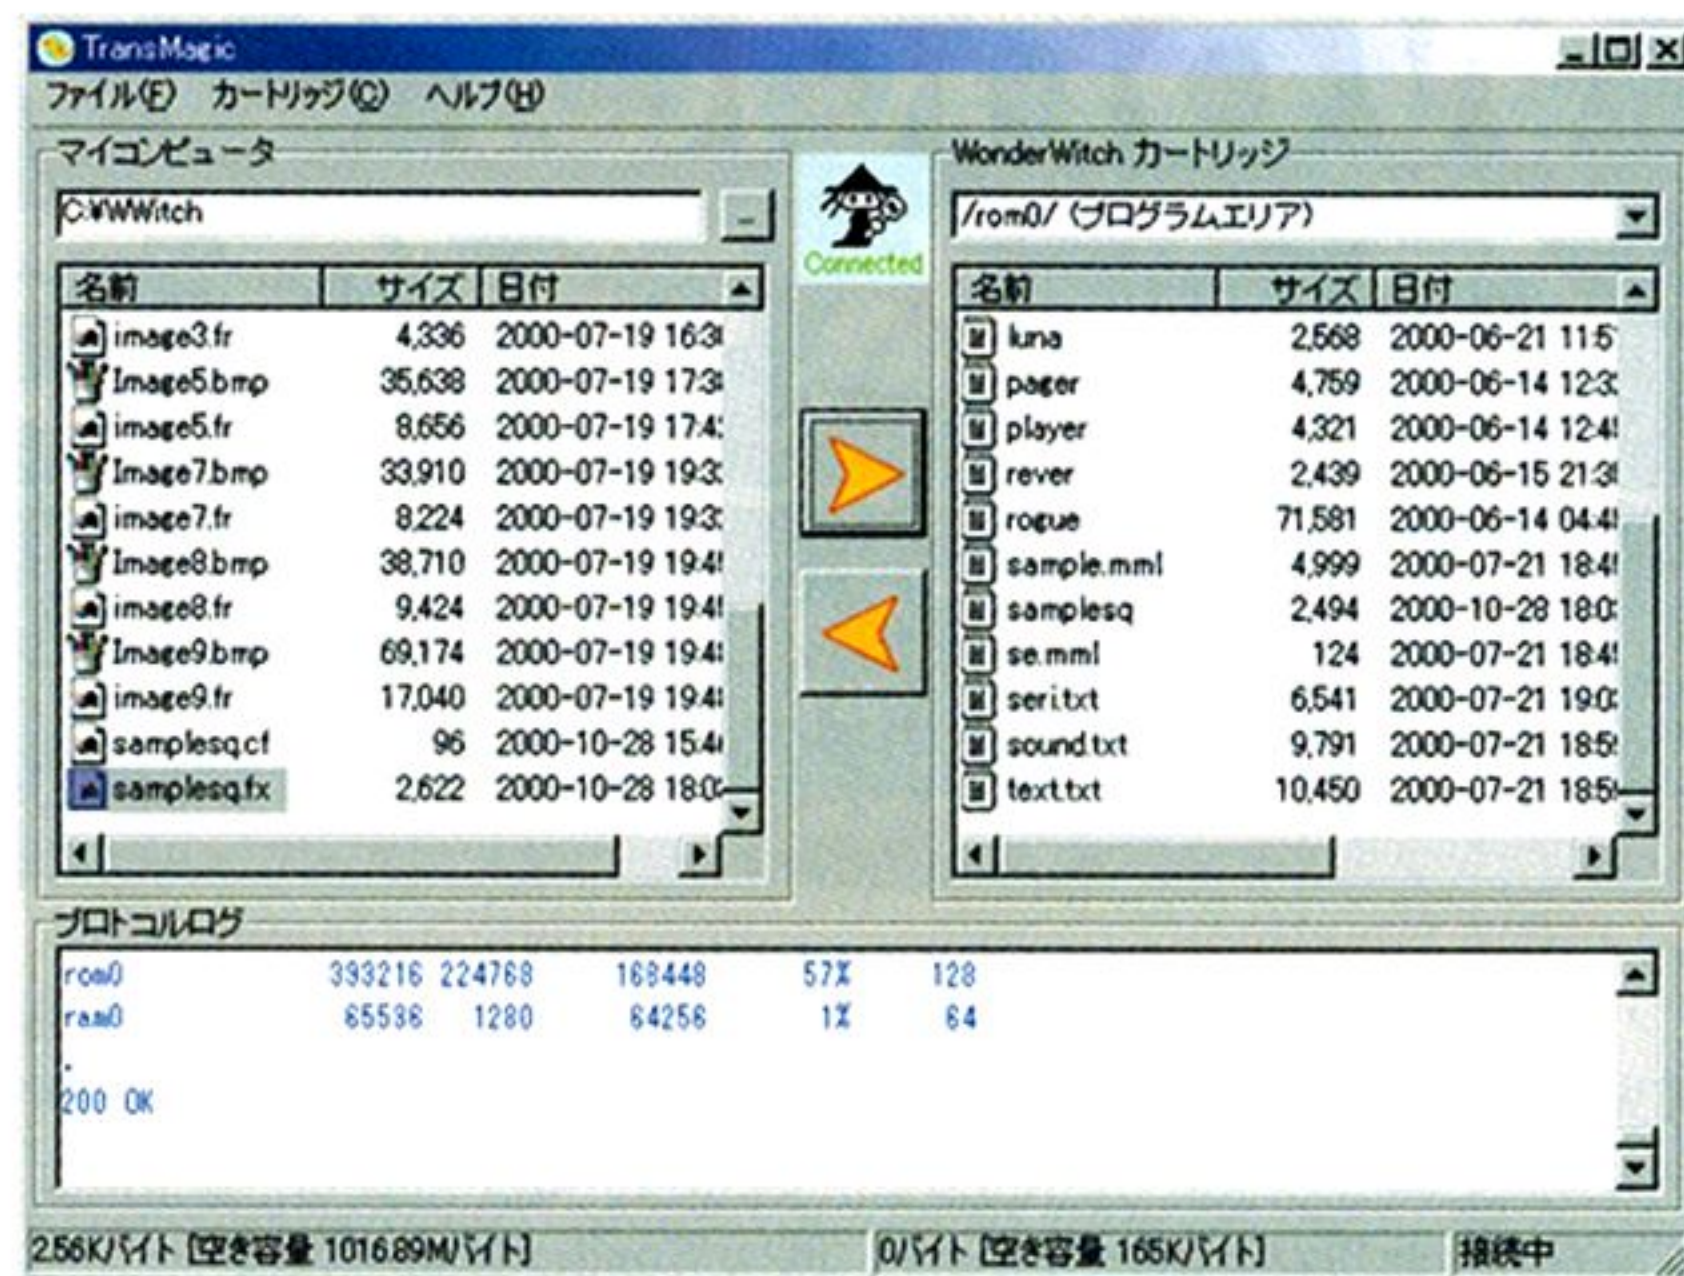 TransMagic
ファイル(F) カートリッジ(C) ヘルプ(H)
マイコンピュータ
C:¥WWitch
名前 サイズ 日付
image3.fr 4,336 2000-07-19
Image5.bmp 35,638 2000-07-19
image5.fr 8,656 2000-07-19
Image7.bmp 33,910 2000-07-19
image7.fr 8,224 2000-07-19
Image8.bmp 38,710 2000-07-19
image8.fr 9,424 2000-07-19
Image9.bmp 69,174 2000-07-19
image9.fr 17,040 2000-07-19
samplesq.cf 96 2000-10-28
samplesq.fx 2,622 2000-10-28
Connected
WonderWitch カートリッジ
/rom0/ (プログラムエリア)
名前 サイズ 日付
luna 2,568 2000-06-21
pager 4,759 2000-06-14
player 4,321 2000-06-14
rever 2,439 2000-06-15
rogue 71,581 2000-06-14
sample.mml 4,999 2000-07-21
samplesq 2,494 2000-10-28
se.mml 124 2000-07-21
seri.txt 6,541 2000-07-21
sound.txt 9,791 2000-07-21
text.txt 10,450 2000-07-21
プロトコルログ
rom0 393216 224768 168448 57% 128
ram0 65536 1280 64256 1% 64
.
200 OK
2.56Kバイト [空き容量 1016.89Mバイト]
0バイト [空き容量 165Kバイト]
接続中